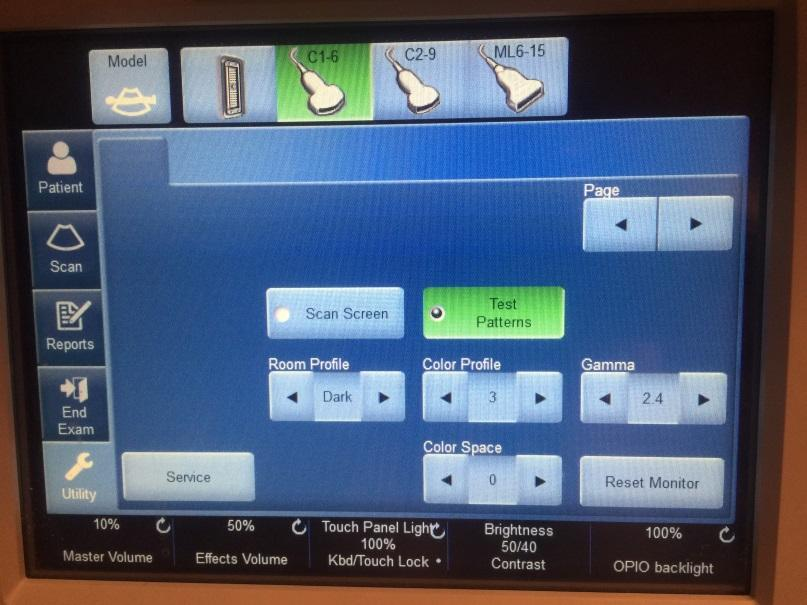 Model
C1-6
C2-9
ML6-15
Patient
Page
Scan
Scan Screen
Test
Patterns
Reports
Room Profile
Color Profile
Gamma
Dark
3
2.4
End
Exam
Color Space
Service
0
Reset Monitor
Utility
10%
50%
Touch Panel Light
100%
Brightness
50/40
100%
Master Volume
Effects Volume
Kbd/Touch Lock
Contrast
OPIO backlight